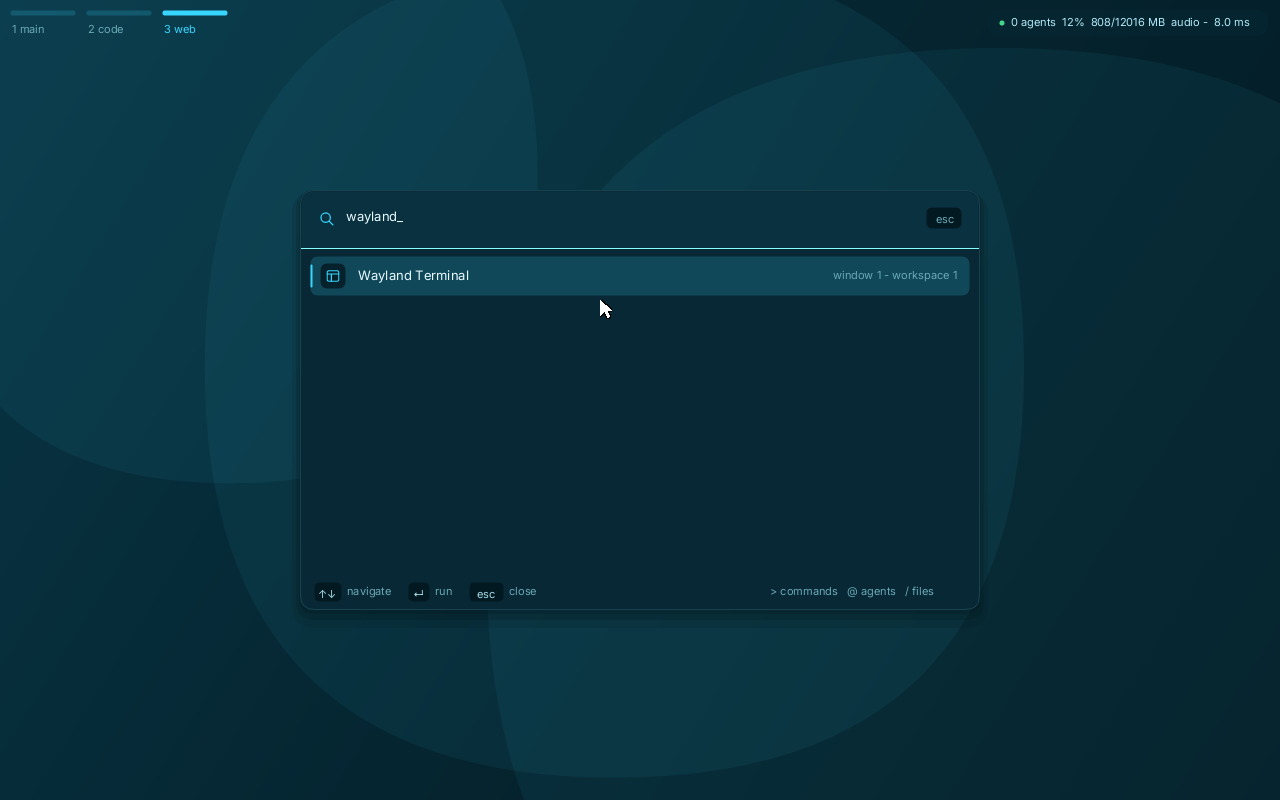 1 main 2 code 3 web
0 agents 12% 808/12016 MB audio - 8.0 ms
wayland_ esc
Wayland Terminal window 1 - workspace 1
↑↓ navigate ↵ run esc close > commands @ agents / files